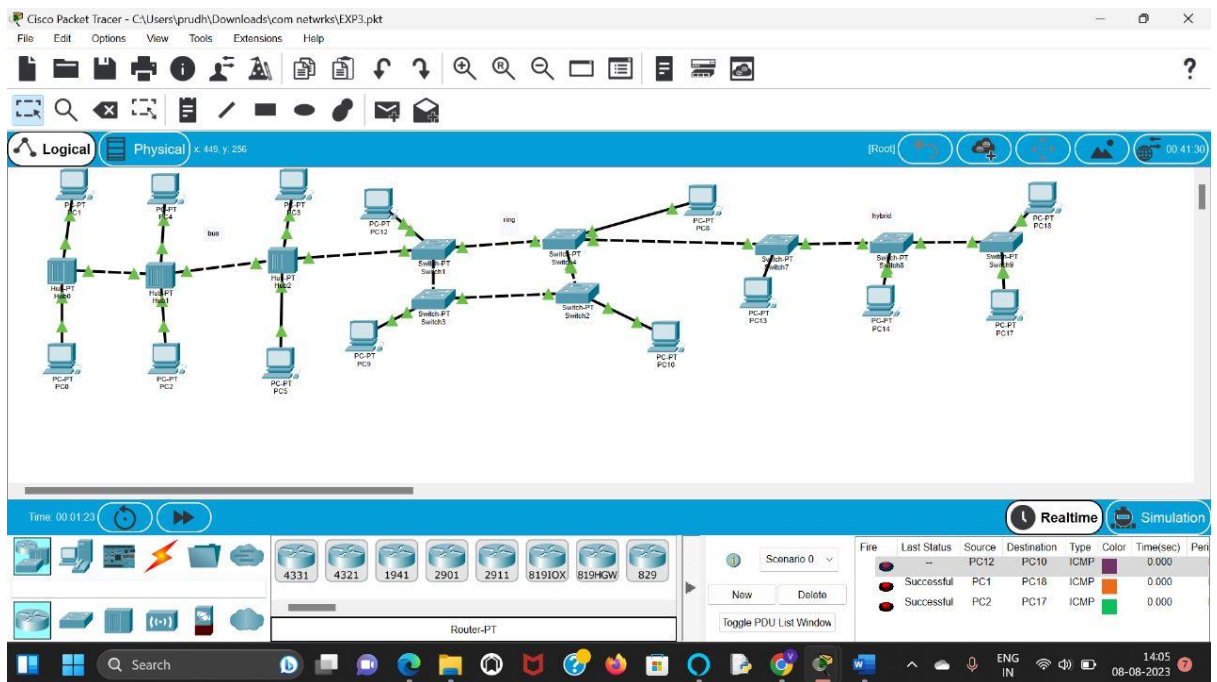 Cisco Packet Tracer - C:\Users\prudh\Downloads\com netwrks\EXP3.pkt
File Edit Options View Tools Extensions Help
?
Logical Physical x: 449, y: 256 [Root] 00:41:30
PC-PT
PC1
PC-PT
PC4
PC-PT
PC3
bus
PC-PT
PC12
ring
PC-PT
PC8
hybrid
PC-PT
PC18
Hub-PT
Hub0
Hub-PT
Hub1
Hub-PT
Hub2
Switch-PT
Switch1
Switch-PT
Switch4
Switch-PT
Switch7
Switch-PT
Switch8
Switch-PT
Switch9
Switch-PT
Switch3
Switch-PT
Switch2
PC-PT
PC13
PC-PT
PC14
PC-PT
PC17
PC-PT
PC9
PC-PT
PC10
PC-PT
PC0
PC-PT
PC2
PC-PT
PC5
Time: 00:01:23 Realtime Simulation
4331 4321 1941 2901 2911 819IOX 819HGW 829
Router-PT
Scenario 0
New Delete
Toggle PDU List Window
Fire Last Status Source Destination Type Color Time(sec) Peri
-- PC12 PC10 ICMP 0.000
Successful PC1 PC18 ICMP 0.000
Successful PC2 PC17 ICMP 0.000
Search
ENG
IN
14:05
08-08-2023
7